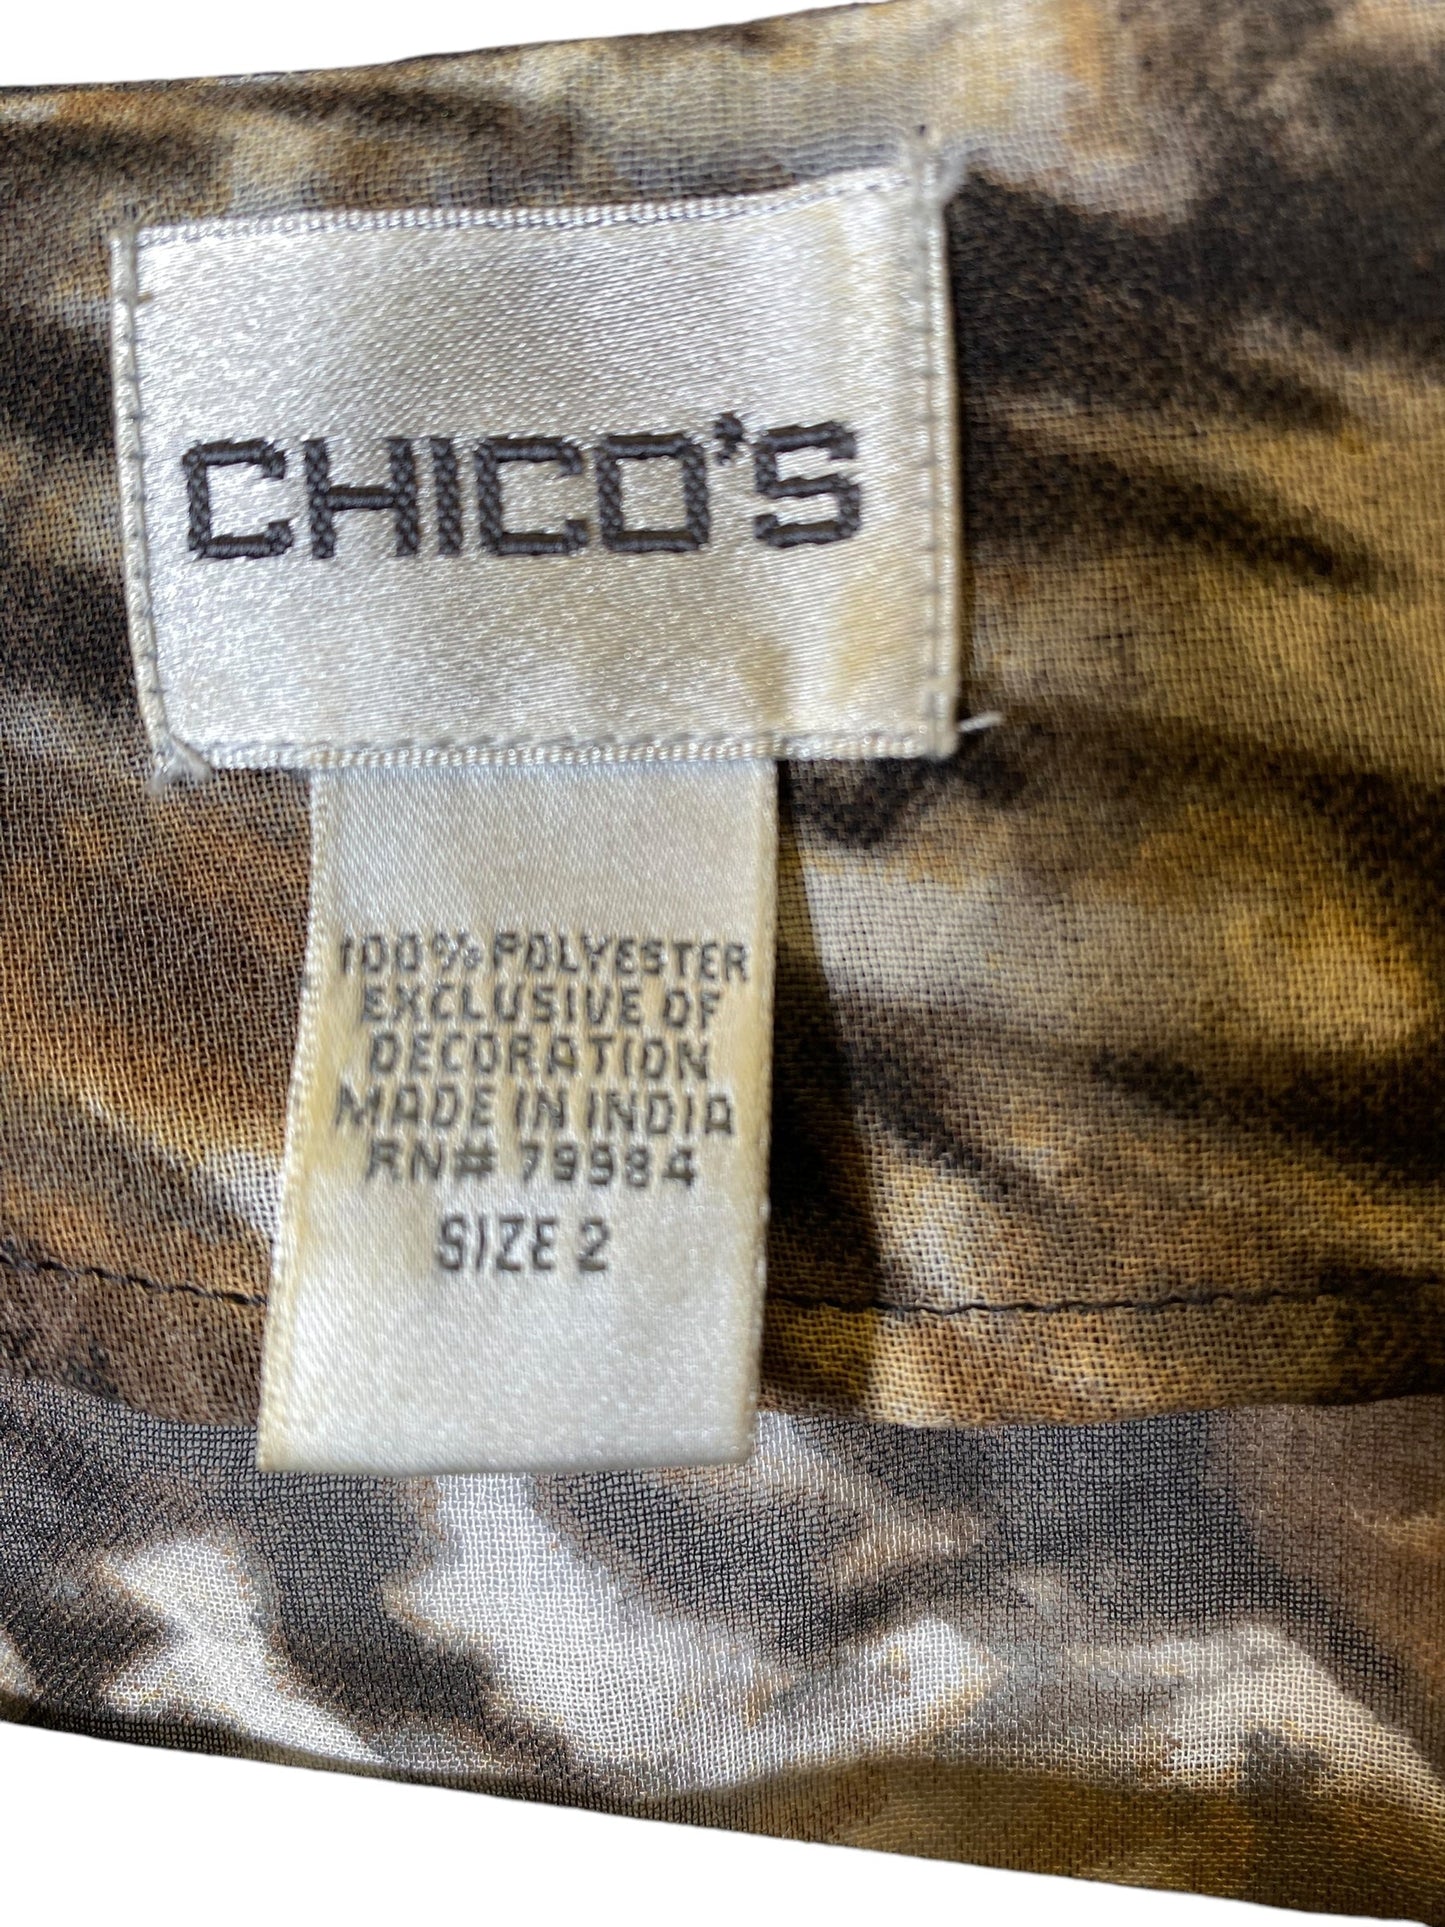 CHICO'S
100% POLYESTER
EXCLUSIVE OF
DECORATION
MADE IN INDIA
RN# 79984
SIZE 2